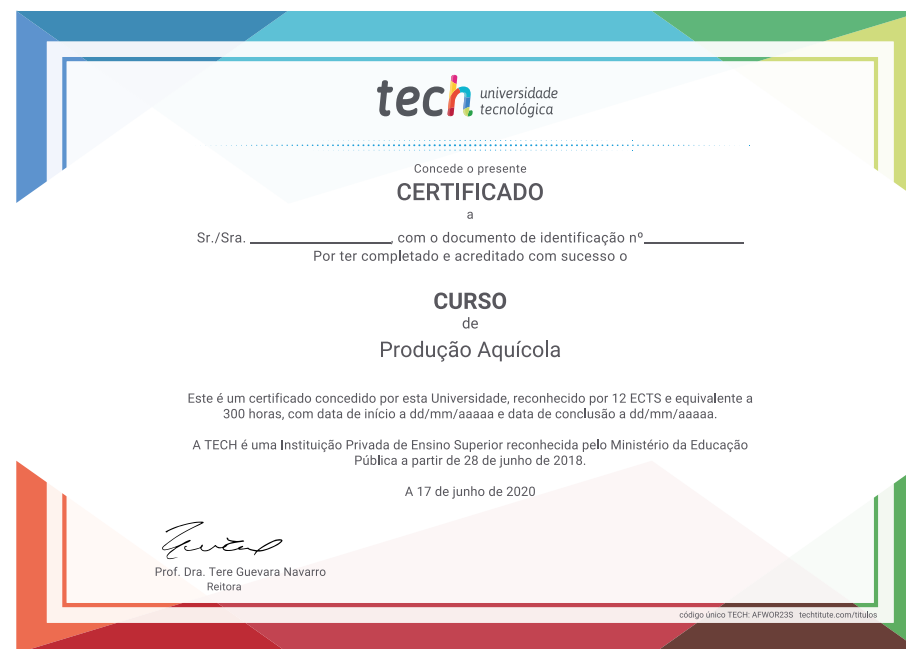 tech universidade
tecnológica
Concede o presente
CERTIFICADO
a
Sr./Sra. ____________________, com o documento de identificação nº______________
Por ter completado e acreditado com sucesso o
CURSO
de
Produção Aquícola
Este é um certificado concedido por esta Universidade, reconhecido por 12 ECTS e equivalente a
300 horas, com data de início a dd/mm/aaaaa e data de conclusão a dd/mm/aaaaa.
A TECH é uma Instituição Privada de Ensino Superior reconhecida pelo Ministério da Educação
Pública a partir de 28 de junho de 2018.
A 17 de junho de 2020
Prof. Dra. Tere Guevara Navarro
Reitora
código único TECH: AFWOR23S techtitute.com/titulos